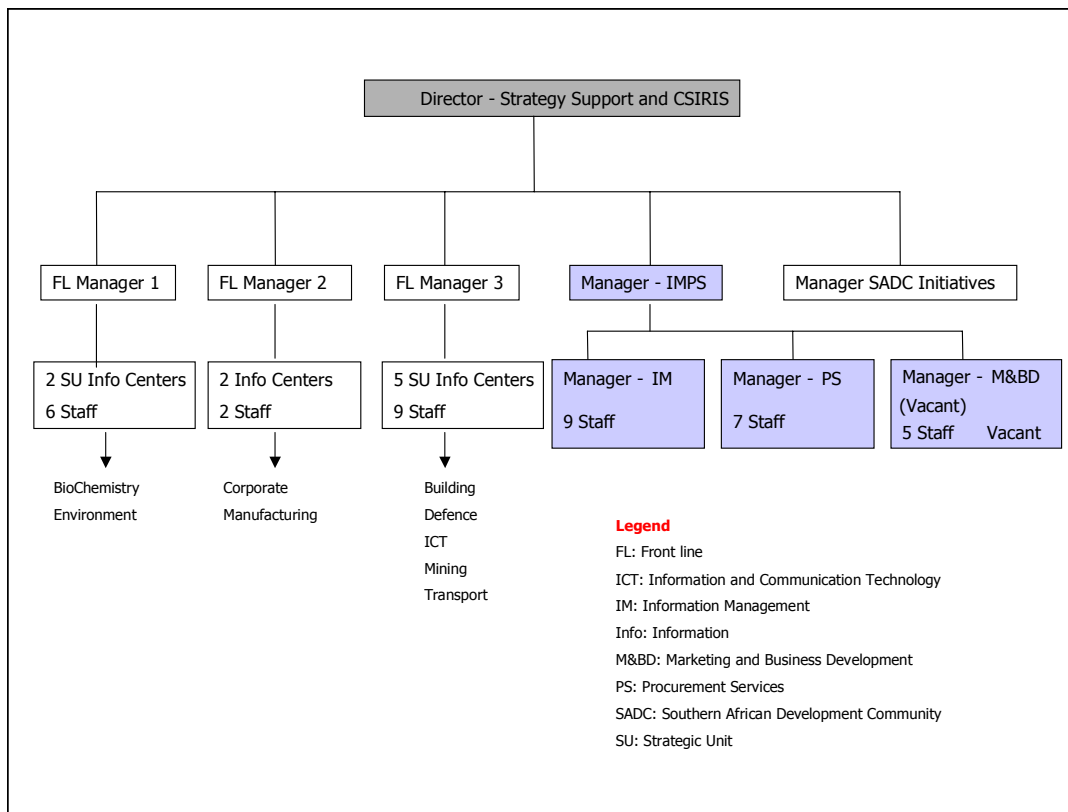 Director - Strategy Support and CSIRIS
FL Manager 1
FL Manager 2
FL Manager 3
Manager - IMPS
Manager SADC Initiatives
2 SU Info Centers
6 Staff
2 Info Centers
2 Staff
5 SU Info Centers
9 Staff
Manager - IM
9 Staff
Manager - PS
7 Staff
Manager - M&BD
(Vacant)
5 Staff Vacant
BioChemistry
Environment
Corporate
Manufacturing
Building
Defence
ICT
Mining
Transport
Legend
FL: Front line
ICT: Information and Communication Technology
IM: Information Management
Info: Information
M&BD: Marketing and Business Development
PS: Procurement Services
SADC: Southern African Development Community
SU: Strategic Unit